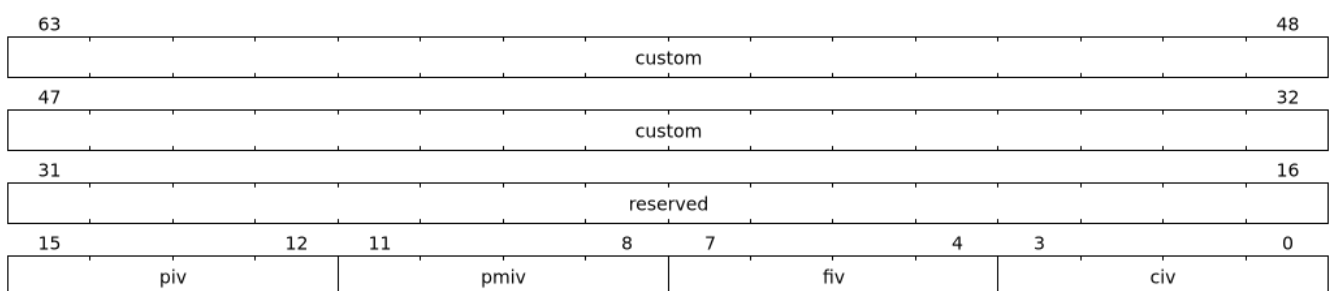 63 48
custom
47 32
custom
31 16
reserved
15 12 11 8 7 4 3 0
piv pmiv fiv civ